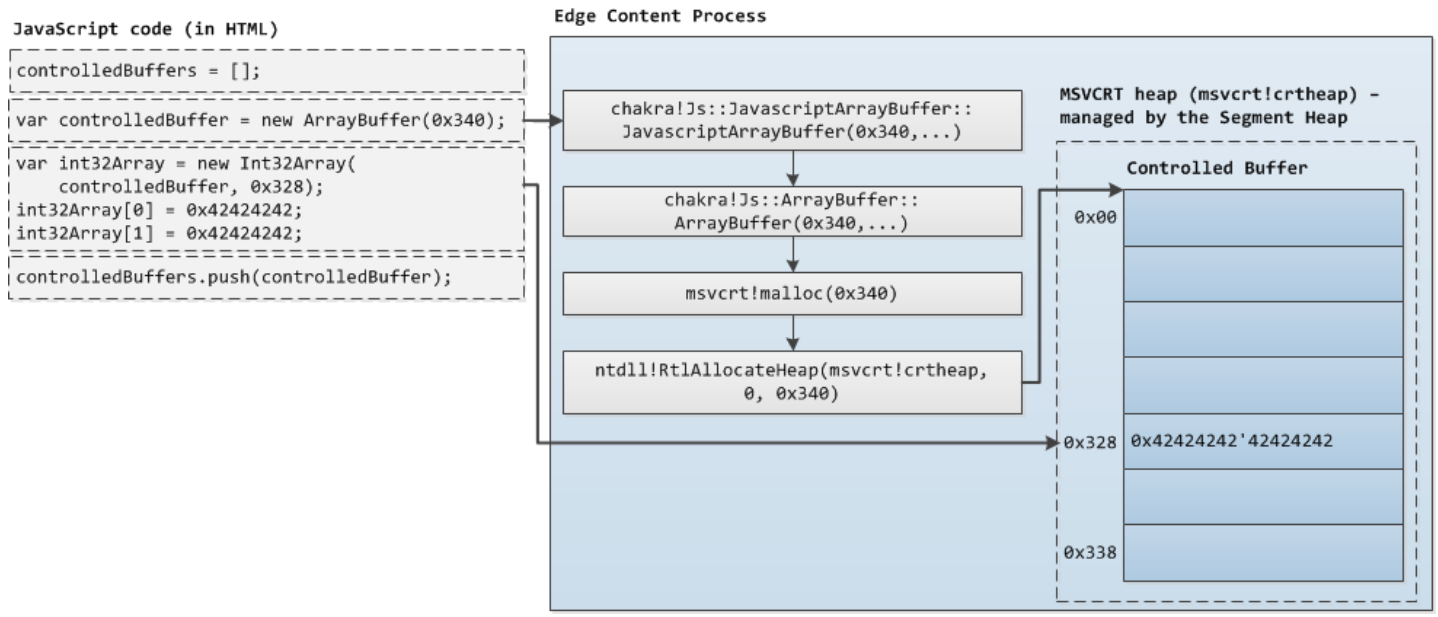 JavaScript code (in HTML)
controlledBuffers = [];
var controlledBuffer = new ArrayBuffer(0x340);
var int32Array = new Int32Array(
controlledBuffer, 0x328);
int32Array[0] = 0x42424242;
int32Array[1] = 0x42424242;
controlledBuffers.push(controlledBuffer);
Edge Content Process
chakra!Js::JavascriptArrayBuffer::
JavascriptArrayBuffer(0x340,...)
chakra!Js::ArrayBuffer::
ArrayBuffer(0x340,...)
msvcrt!malloc(0x340)
ntdll!RtlAllocateHeap(msvcrt!crtheap,
0, 0x340)
MSVCRT heap (msvcrt!crtheap) –
managed by the Segment Heap
Controlled Buffer
0x00
0x328 0x42424242'42424242
0x338